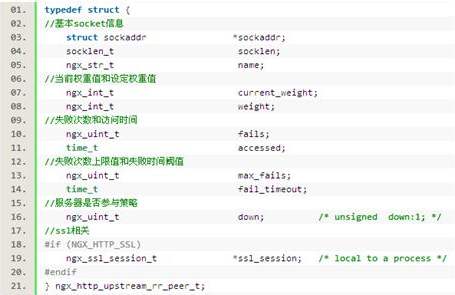 01. typedef struct {
02. //基本socket信息
03. struct sockaddr *sockaddr;
04. socklen_t socklen;
05. ngx_str_t name;
06. //当前权重值和设定权重值
07. ngx_int_t current_weight;
08. ngx_int_t weight;
09. //失败次数和访问时间
10. ngx_uint_t fails;
11. time_t accessed;
12. //失败次数上限值和失败时间阈值
13. ngx_uint_t max_fails;
14. time_t fail_timeout;
15. //服务器是否参与策略
16. ngx_uint_t down; /* unsigned down:1; */
17. //ssl相关
18. #if (NGX_HTTP_SSL)
19. ngx_ssl_session_t *ssl_session; /* local to a process */
20. #endif
21. } ngx_http_upstream_rr_peer_t;